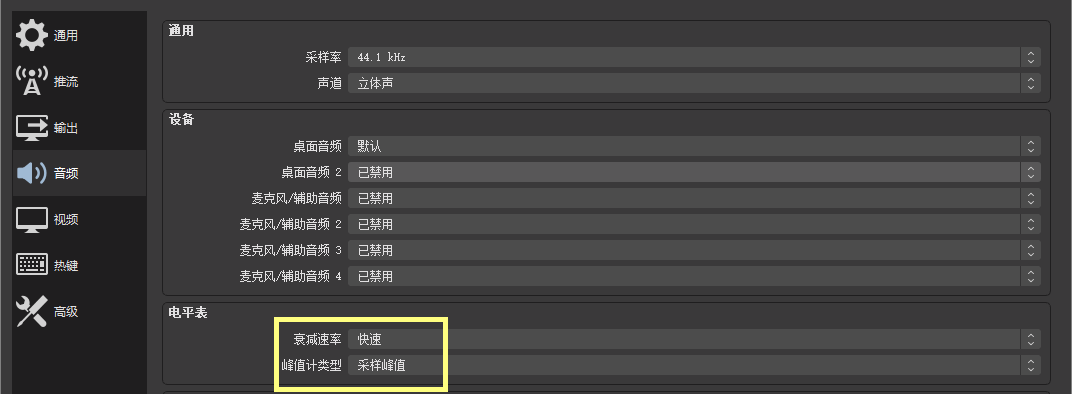 通用
推流
输出
音频
视频
热键
高级
通用
采样率 44.1 kHz
声道 立体声
设备
桌面音频 默认
桌面音频 2 已禁用
麦克风/辅助音频 已禁用
麦克风/辅助音频 2 已禁用
麦克风/辅助音频 3 已禁用
麦克风/辅助音频 4 已禁用
电平表
衰减速率 快速
峰值计类型 采样峰值